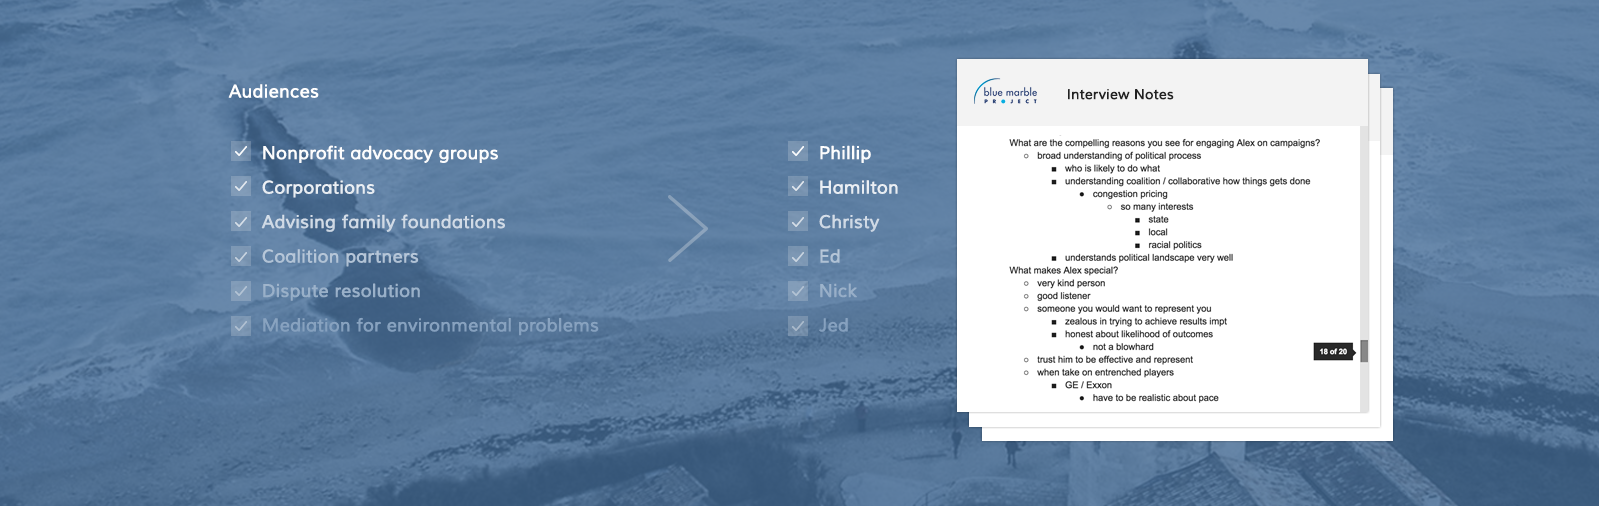 Audiences
Nonprofit advocacy groups
Corporations
Advising family foundations
Coalition partners
Dispute resolution
Mediation for environmental problems
Phillip
Hamilton
Christy
Ed
Nick
Jed
blue marble
PROJECT
Interview Notes
What are the compelling reasons you see for engaging Alex on campaigns?
broad understanding of political process
who is likely to do what
understanding coalition / collaborative how things gets done
congestion pricing
so many interests
state
local
racial politics
understands political landscape very well
What makes Alex special?
very kind person
good listener
someone you would want to represent you
zealous in trying to achieve results impt
honest about likelihood of outcomes
not a blowhard
trust him to be effective and represent
when take on entrenched players
GE / Exxon
have to be realistic about pace
18 of 20